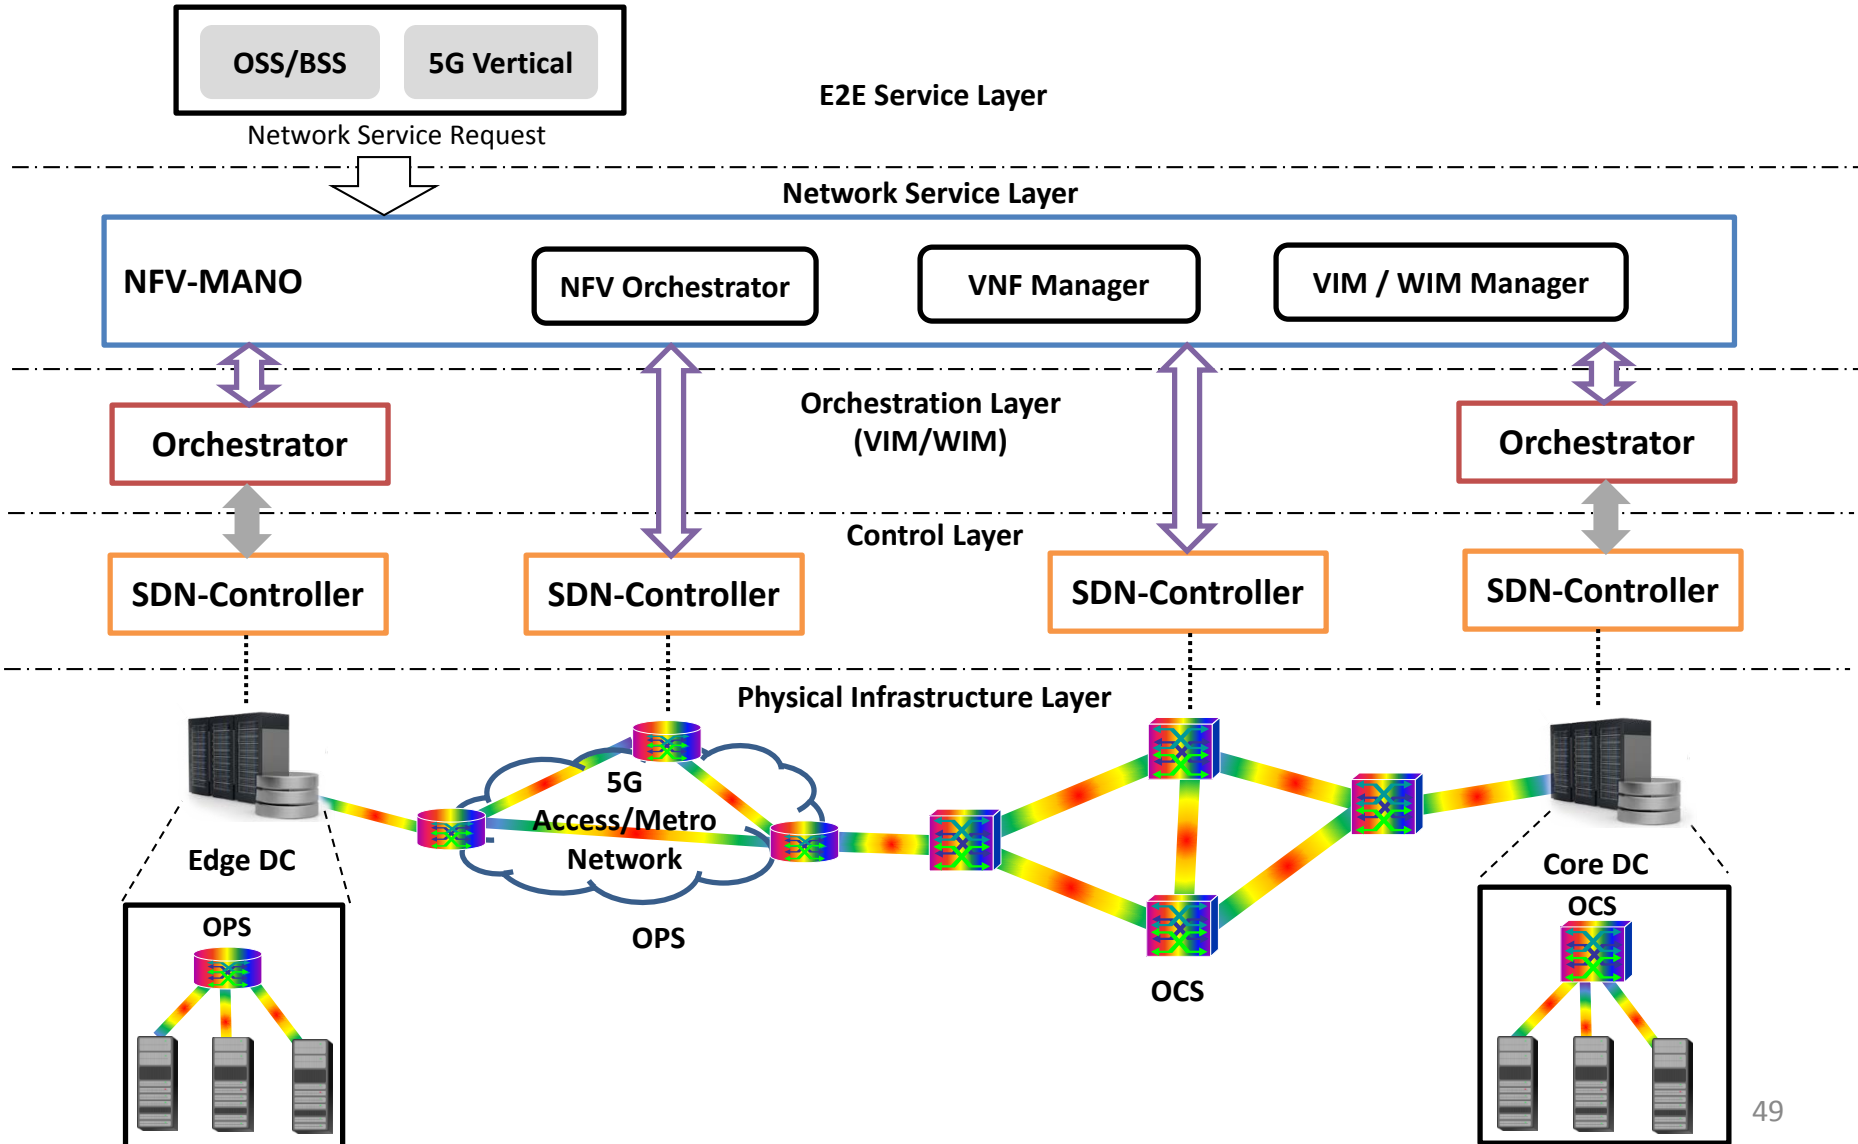 OSS/BSS
5G Vertical
E2E Service Layer
Network Service Request
Network Service Layer
NFV-MANO
NFV Orchestrator
VNF Manager
VIM / WIM Manager
Orchestrator
Orchestration Layer
(VIM/WIM)
Orchestrator
Control Layer
SDN-Controller
SDN-Controller
SDN-Controller
SDN-Controller
Physical Infrastructure Layer
5G
Access/Metro
Network
Edge DC
Core DC
OPS
OPS
OCS
OCS
49